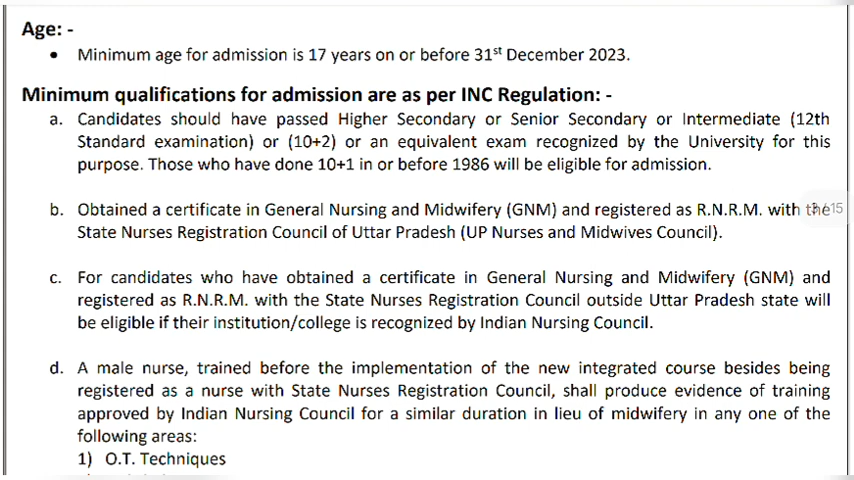 Age: -
• Minimum age for admission is 17 years on or before 31st December 2023.
Minimum qualifications for admission are as per INC Regulation: -
a. Candidates should have passed Higher Secondary or Senior Secondary or Intermediate (12th
Standard examination) or (10+2) or an equivalent exam recognized by the University for this
purpose. Those who have done 10+1 in or before 1986 will be eligible for admission.
b. Obtained a certificate in General Nursing and Midwifery (GNM) and registered as R.N.R.M. with the
State Nurses Registration Council of Uttar Pradesh (UP Nurses and Midwives Council).
c. For candidates who have obtained a certificate in General Nursing and Midwifery (GNM) and
registered as R.N.R.M. with the State Nurses Registration Council outside Uttar Pradesh state will
be eligible if their institution/college is recognized by Indian Nursing Council.
d. A male nurse, trained before the implementation of the new integrated course besides being
registered as a nurse with State Nurses Registration Council, shall produce evidence of training
approved by Indian Nursing Council for a similar duration in lieu of midwifery in any one of the
following areas:
1) O.T. Techniques